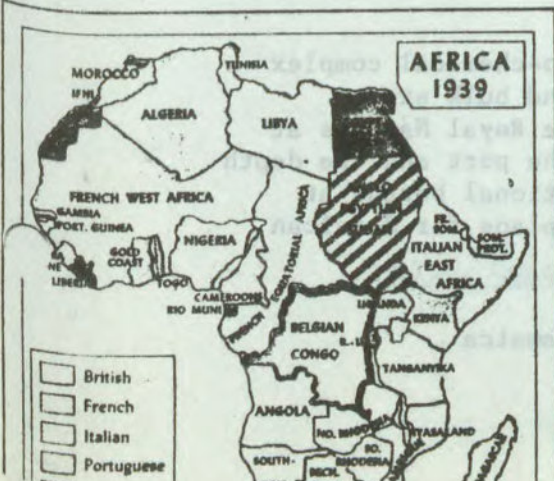 AFRICA
1939
MOROCCO
TUNISIA
IFNI
ALGERIA
LIBYA
FRENCH WEST AFRICA
GAMBIA
PORT. GUINEA
NIGERIA
GOLD
COAST
LIBERIA
TOGO
CAMEROONS
RIO MUNI
FRENCH EQUATORIAL AFRICA
SUDAN
FR.
SOM.
SOM.
PROT.
ITALIAN
EAST
AFRICA
UGANDA
KENYA
BELGIAN
CONGO
TANGANYIKA
ANGOLA
NO. RHODESIA
NYASALAND
SO.
RHODESIA
SOUTH-
BECH.
British
French
Italian
Portuguese